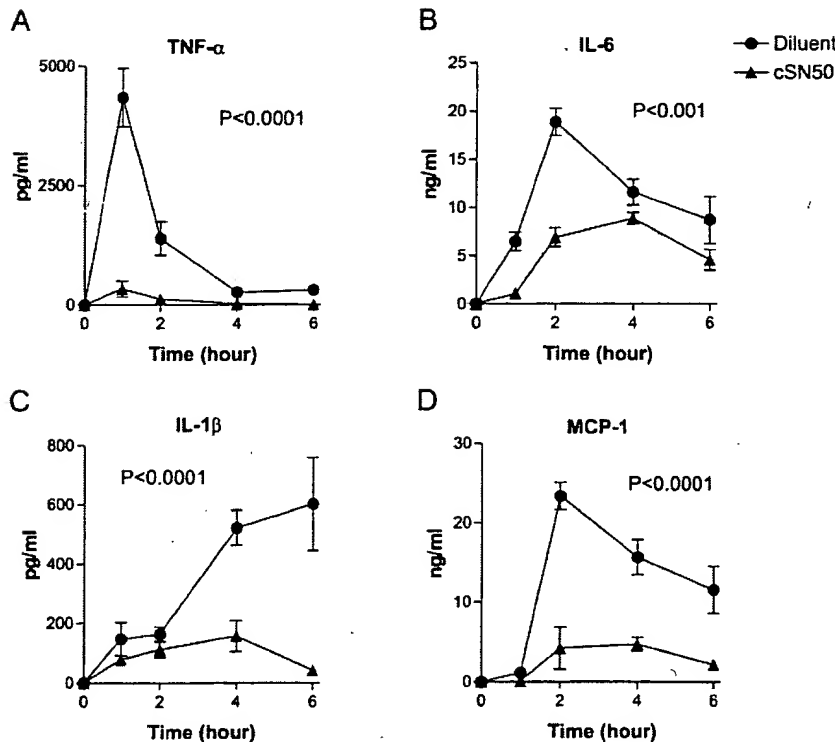 A
TNF-α
5000
2500
0
pg/ml
P<0.0001
0 2 4 6
Time (hour)
B
IL-6
25
20
15
10
5
0
ng/ml
P<0.001
0 2 4 6
Time (hour)
Diluent
cSN50
C
IL-1β
800
600
400
200
0
pg/ml
P<0.0001
0 2 4 6
Time (hour)
D
MCP-1
30
20
10
0
ng/ml
P<0.0001
0 2 4 6
Time (hour)